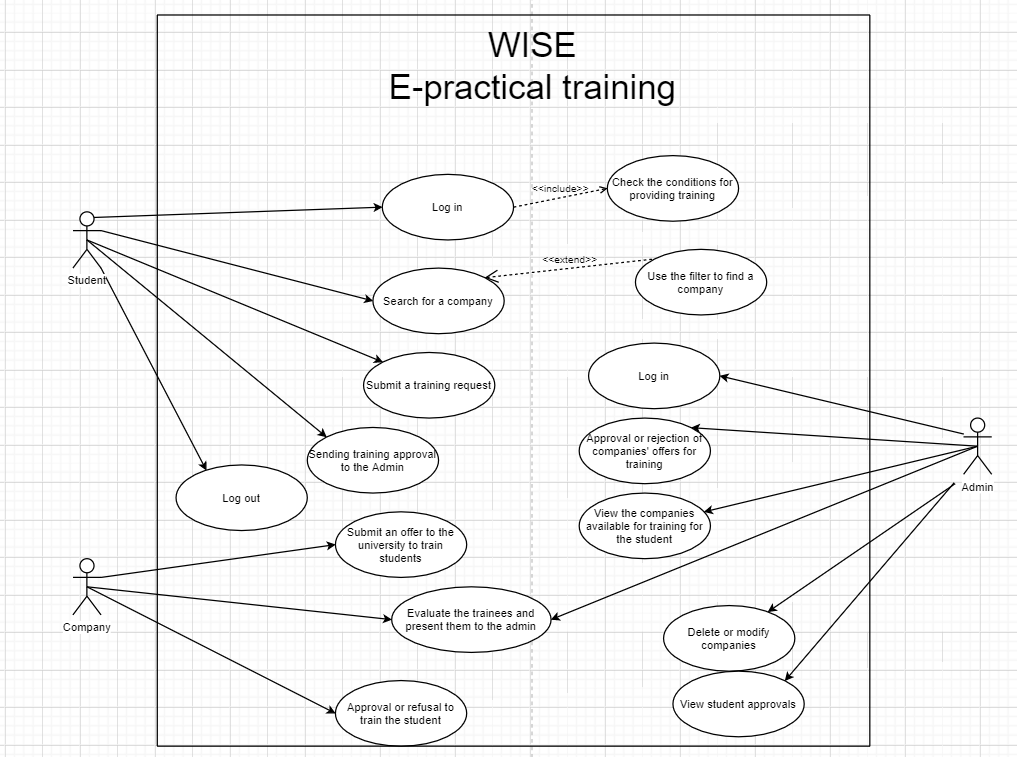 WISE
E-practical training
Log in
<<include>>
Check the conditions for
providing training
Student
Search for a company
<<extend>>
Use the filter to find a
company
Submit a training request
Log in
Sending training approval
to the Admin
Approval or rejection of
companies' offers for
training
Log out
View the companies
available for training for
the student
Admin
Submit an offer to the
university to train
students
Company
Evaluate the trainees and
present them to the admin
Delete or modify
companies
Approval or refusal to
train the student
View student approvals